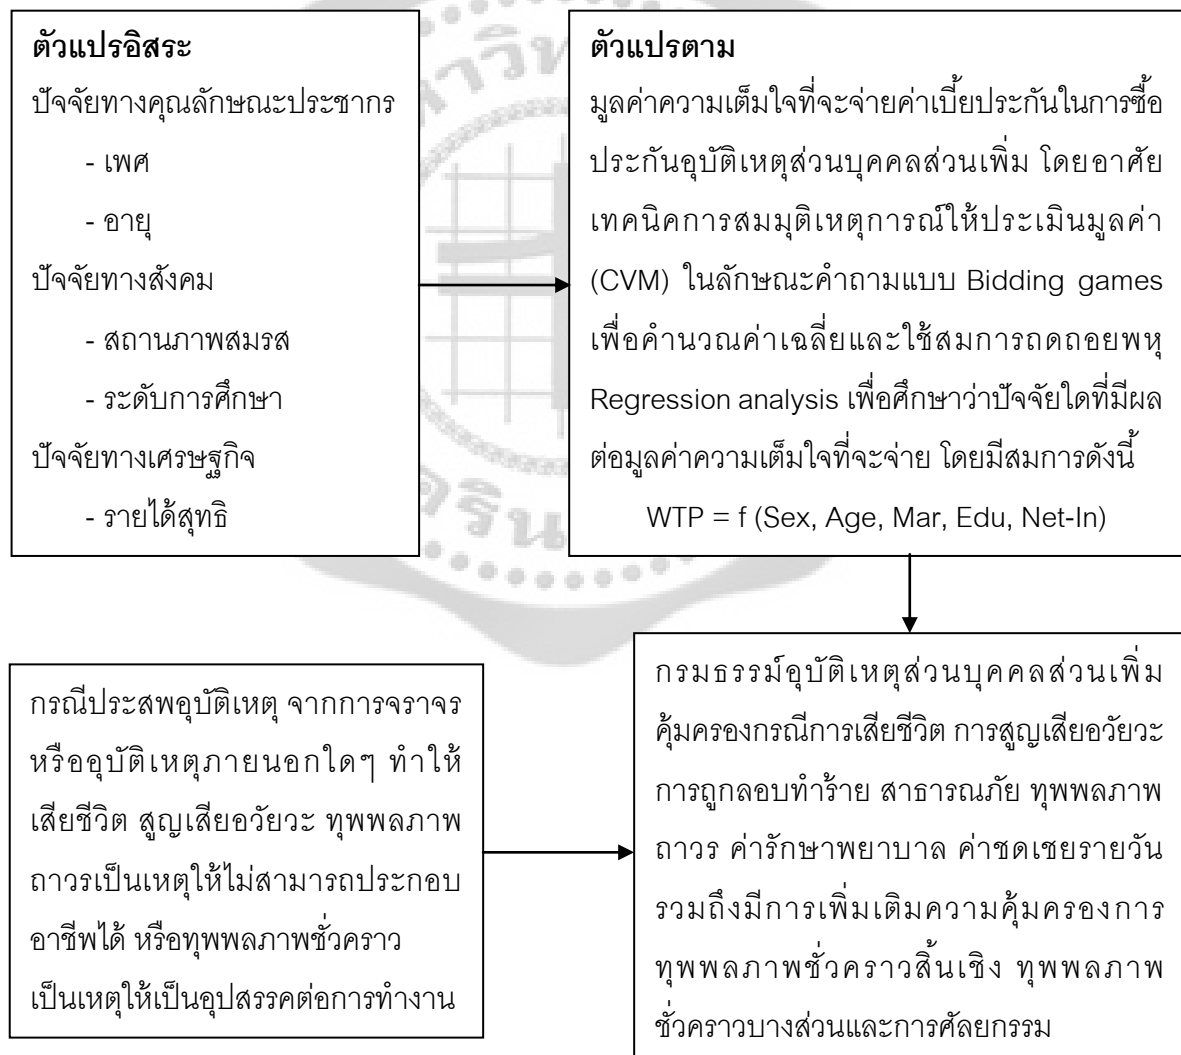 ตัวแปรอิสระ
ปัจจัยทางคุณลักษณะประชากร
- เพศ
- อายุ
ปัจจัยทางสังคม
- สถานภาพสมรส
- ระดับการศึกษา
ปัจจัยทางเศรษฐกิจ
- รายได้สุทธิ
ตัวแปรตาม
มูลค่าความเต็มใจที่จะจ่ายค่าเบี้ยประกันในการซื้อ
ประกันอุบัติเหตุส่วนบุคคลส่วนเพิ่ม โดยอาศัย
เทคนิคการสมมุติเหตุการณ์ให้ประเมินมูลค่า
(CVM) ในลักษณะคำถามแบบ Bidding games
เพื่อคำนวณค่าเฉลี่ยและใช้สมการถดถอยพหุ
Regression analysis เพื่อศึกษาว่าปัจจัยใดที่มีผล
ต่อมูลค่าความเต็มใจที่จะจ่าย โดยมีสมการดังนี้
WTP = f (Sex, Age, Mar, Edu, Net-In)
กรณีประสพอุบัติเหตุ จากการจราจร
หรืออุบัติเหตุภายนอกใดๆ ทำให้
เสียชีวิต สูญเสียอวัยวะ ทุพพลภาพ
ถาวรเป็นเหตุให้ไม่สามารถประกอบ
อาชีพได้ หรือทุพพลภาพชั่วคราว
เป็นเหตุให้เป็นอุปสรรคต่อการทำงาน
กรมธรรม์อุบัติเหตุส่วนบุคคลส่วนเพิ่ม
คุ้มครองกรณีการเสียชีวิต การสูญเสียอวัยวะ
การถูกลอบทำร้าย สาธารณภัย ทุพพลภาพ
ถาวร ค่ารักษาพยาบาล ค่าชดเชยรายวัน
รวมถึงมีการเพิ่มเติมความคุ้มครองการ
ทุพพลภาพชั่วคราวสิ้นเชิง ทุพพลภาพ
ชั่วคราวบางส่วนและการศัลยกรรม